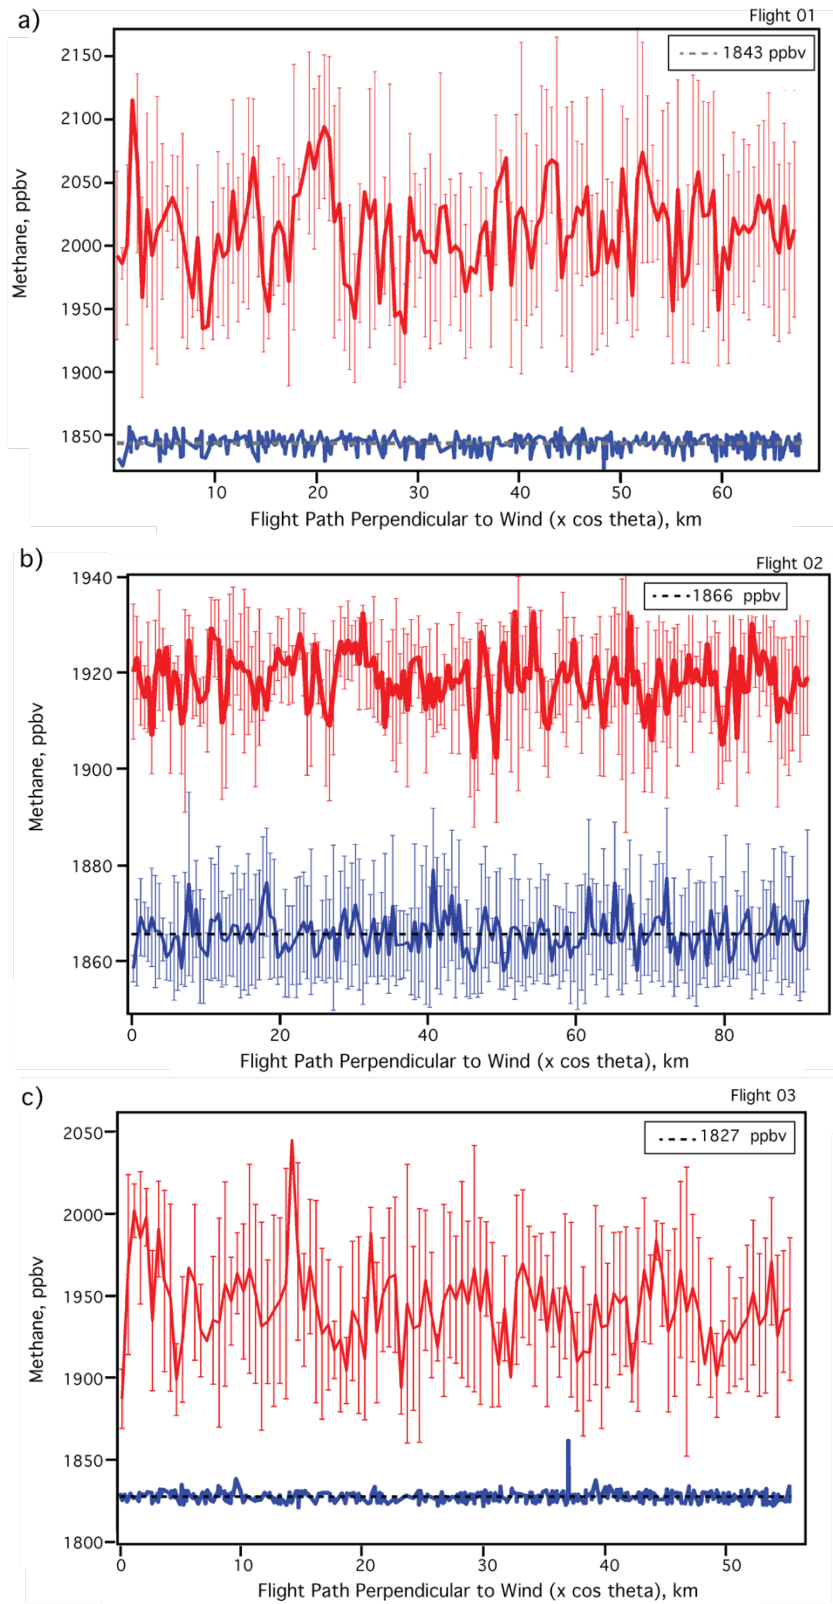 a)
Flight 01
1843 ppbv
2150
2100
2050
2000
1950
1900
1850
Methane, ppbv
10 20 30 40 50 60
Flight Path Perpendicular to Wind (x cos theta), km
b)
Flight 02
1866 ppbv
1940
1920
1900
1880
1860
Methane, ppbv
0 20 40 60 80
Flight Path Perpendicular to Wind (x cos theta), km
c)
Flight 03
1827 ppbv
2050
2000
1950
1900
1850
1800
Methane, ppbv
0 10 20 30 40 50
Flight Path Perpendicular to Wind (x cos theta), km